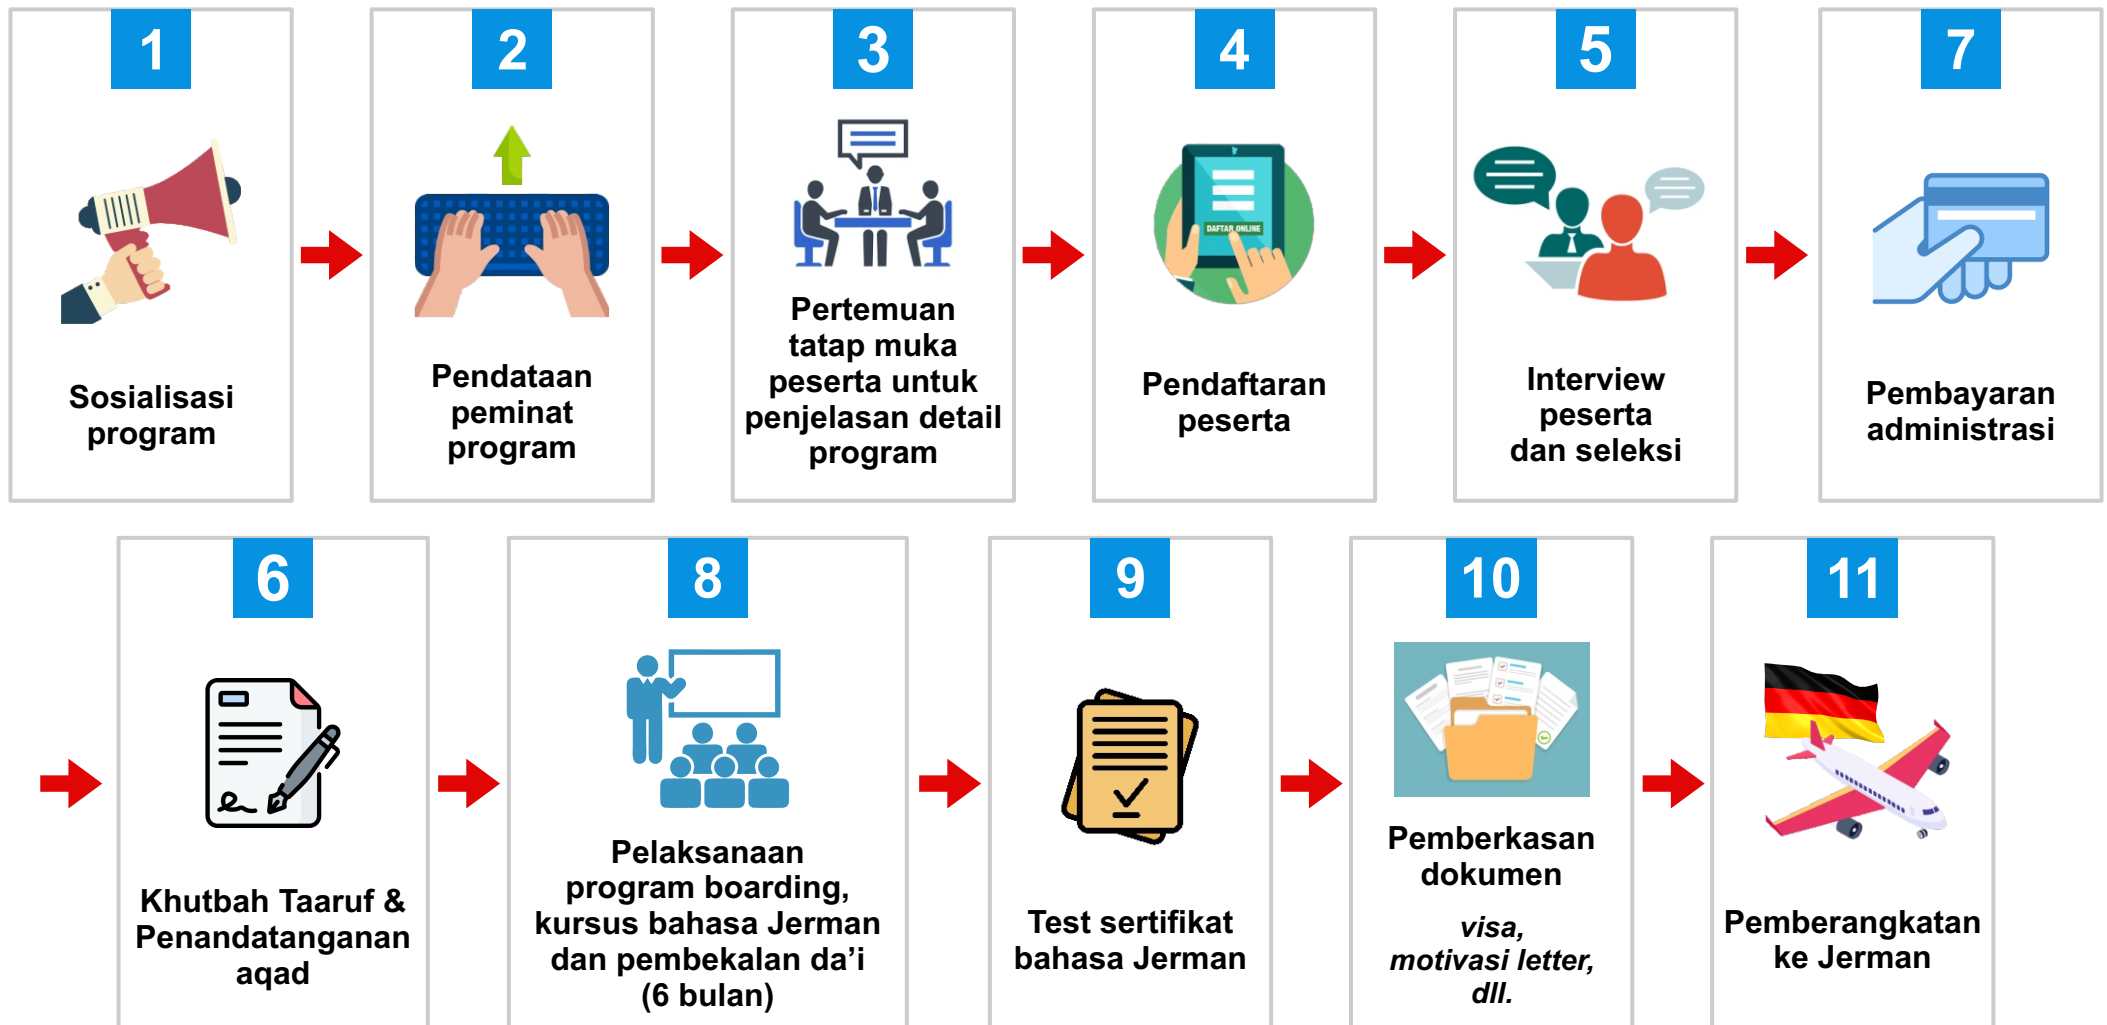 1
Sosialisasi
program
2
Pendataan
peminat
program
3
Pertemuan
tatap muka
peserta untuk
penjelasan detail
program
4
DAFTAR ONLINE
Pendaftaran
peserta
5
Interview
peserta
dan seleksi
7
Pembayaran
administrasi
6
Khutbah Taaruf &
Penandatanganan
aqad
8
Pelaksanaan
program boarding,
kursus bahasa Jerman
dan pembekalan da’i
(6 bulan)
9
Test sertifikat
bahasa Jerman
10
Pemberkasan
dokumen
visa,
motivasi letter,
dll.
11
Pemberangkatan
ke Jerman